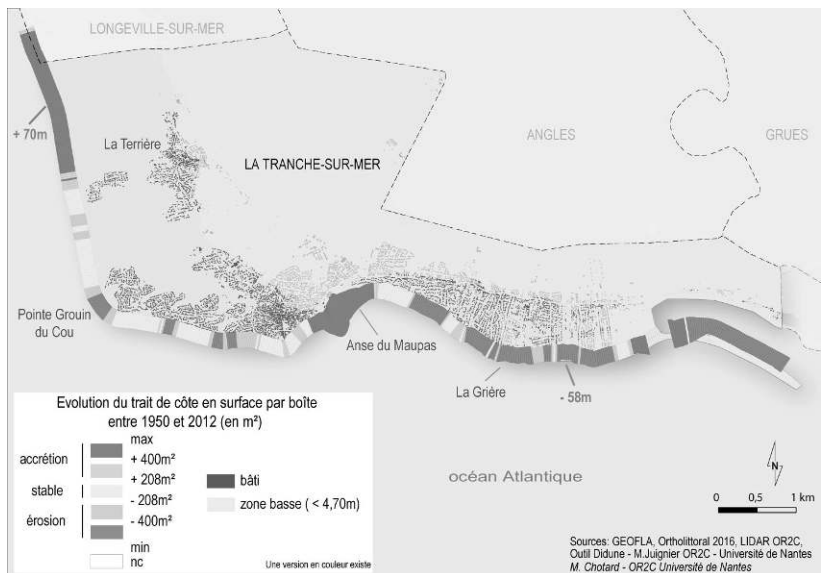 LONGEVILLE-SUR-MER
+ 70m
La Terrière
LA TRANCHE-SUR-MER
ANGLES
GRUES
Pointe Grouin
du Cou
Anse du Maupas
La Grière
- 58m
océan Atlantique
Evolution du trait de côte en surface par boîte
entre 1950 et 2012 (en m²)
max
accrétion
+ 400m²
+ 208m²
stable
- 208m²
érosion
- 400m²
min
nc
bâti
zone basse ( < 4,70m)
Une version en couleur existe
N
0 0,5 1 km
Sources: GEOFLA, Ortholittoral 2016, LIDAR OR2C,
Outil Didune - M.Juignier OR2C - Université de Nantes
M. Chotard - OR2C Université de Nantes